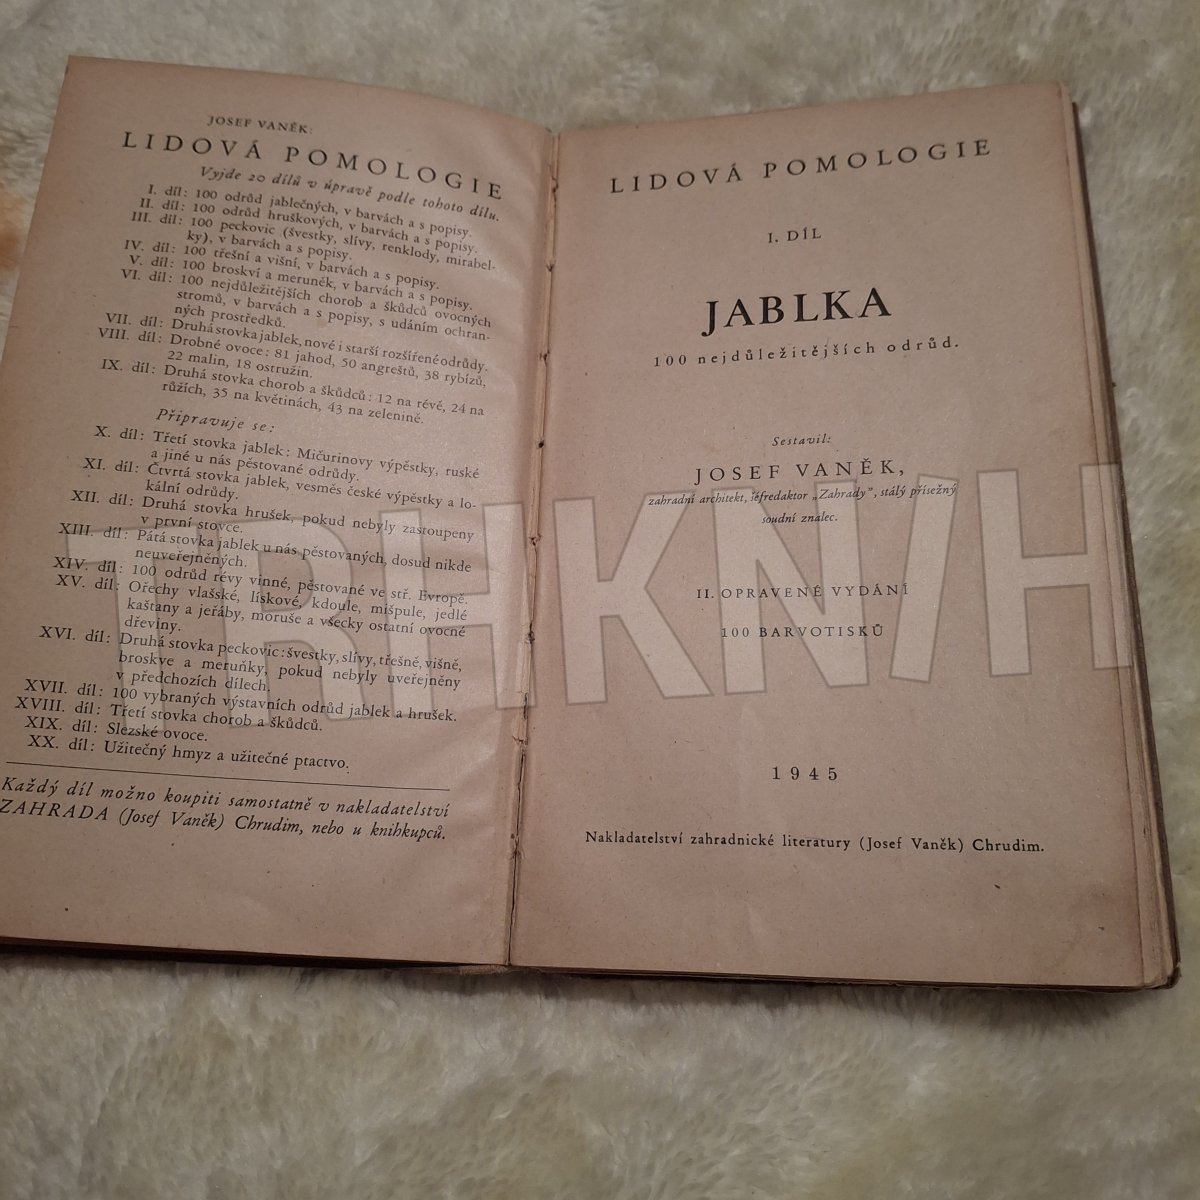 JOSEF VANĚK:
LIDOVÁ POMOLOGIE
Vyjde 20 dílů v úpravě podle tohoto dílu.
I. díl: 100 odrůd jablečných, v barvách a s popisy.
II. díl: 100 odrůd hruškových, v barvách a s popisy.
III. díl: 100 peckovic (švestky, slívy, renklody, mirabel-
ky), v barvách a s popisy.
IV. díl: 100 třešní a višní, v barvách a s popisy.
V. díl: 100 broskví a meruněk, v barvách a s popisy.
VI. díl: 100 nejdůležitějších chorob a škůdců ovocných
stromů, v barvách a s popisy, s udáním ochran-
ných prostředků.
VII. díl: Druhá stovka jablek, nové i starší rozšířené odrůdy.
VIII. díl: Drobné ovoce: 81 jahod, 50 angreštů, 38 rybízů,
22 malin, 18 ostružin.
IX. díl: Druhá stovka chorob a škůdců: 12 na révě, 24 na
růžích, 35 na květinách, 43 na zelenině.
Připravuje se:
X. díl: Třetí stovka jablek: Mičurinovy výpěstky, ruské
a jiné u nás pěstované odrůdy.
XI. díl: Čtvrtá stovka jablek, vesměs české výpěstky a lo-
kální odrůdy.
XII. díl: Druhá stovka hrušek, pokud nebyly zastoupeny
v první stovce.
XIII. díl: Pátá stovka jablek u nás pěstovaných, dosud nikde
neuveřejněných.
XIV. díl: 100 odrůd révy vinné, pěstované ve stř. Evropě.
XV. díl: Ořechy vlašské, lískové, kdoule, mišpule, jedlé
kaštany a jeřáby, moruše a všecky ostatní ovocné
dřeviny.
XVI. díl: Druhá stovka peckovic: švestky, slívy, třešně, višně,
broskve a meruňky, pokud nebyly uveřejněny
v předchozích dílech.
XVII. díl: 100 vybraných výstavních odrůd jablek a hrušek.
XVIII. díl: Třetí stovka chorob a škůdců.
XIX. díl: Slezské ovoce.
XX. díl: Užitečný hmyz a užitečné ptactvo.
Každý díl možno koupiti samostatně v nakladatelství
ZAHRADA (Josef Vaněk) Chrudim, nebo u knihkupců.
LIDOVÁ POMOLOGIE
I. DÍL
JABLKA
100 nejdůležitějších odrůd.
Sestavil:
JOSEF VANĚK,
zahradní architekt, šéfredaktor „Zahrady", stálý přísežný
soudní znalec.
II. OPRAVENÉ VYDÁNÍ
100 BARVOTISKŮ
1945
Nakladatelství zahradnické literatury (Josef Vaněk) Chrudim.
TRHKNIH